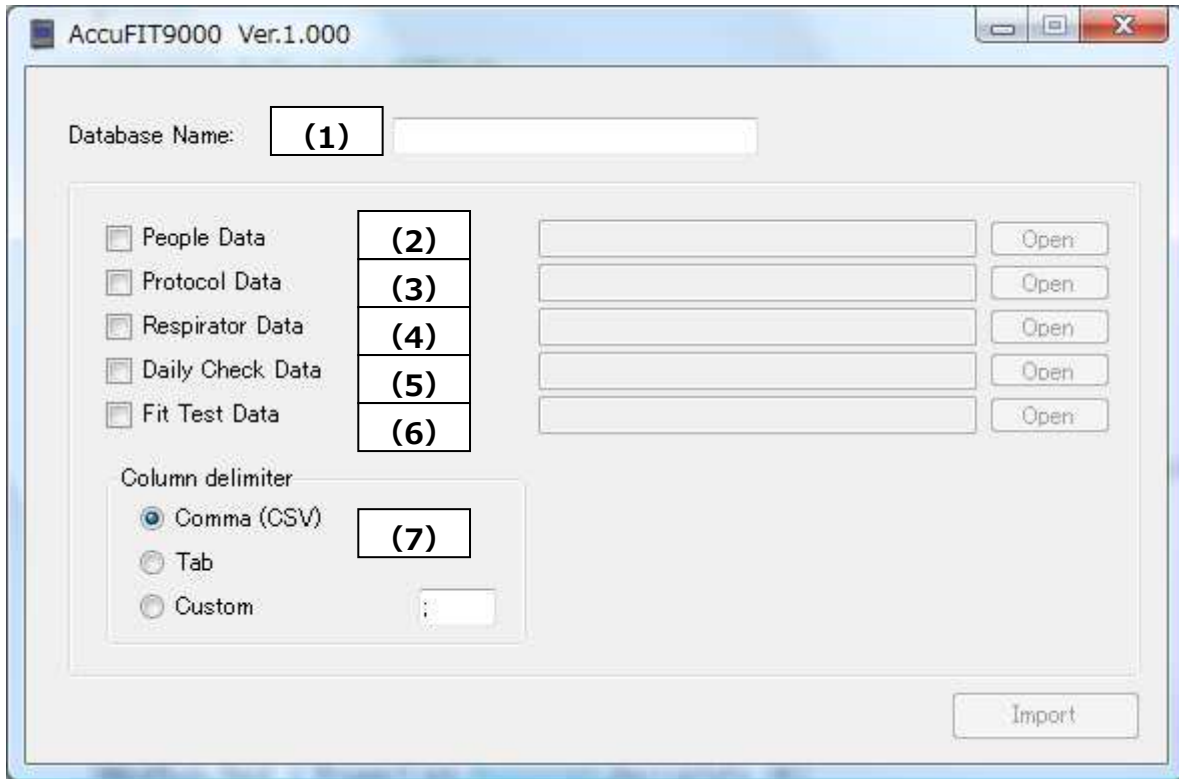 AccuFIT9000 Ver.1.000
Database Name: (1)
People Data (2) Open
Protocol Data (3) Open
Respirator Data (4) Open
Daily Check Data (5) Open
Fit Test Data (6) Open
Column delimiter
Comma (CSV) (7)
Tab
Custom ;
Import